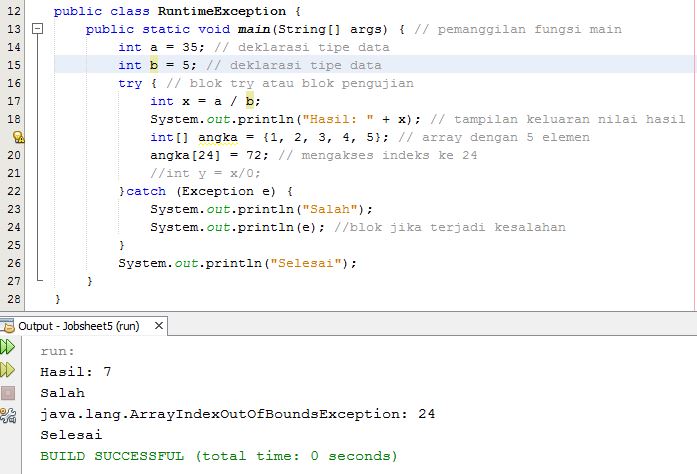 12 public class RuntimeException {
13 public static void main(String[] args) { // pemanggilan fungsi main
14 int a = 35; // deklarasi tipe data
15 int b = 5; // deklarasi tipe data
16 try { // blok try atau blok pengujian
17 int x = a / b;
18 System.out.println("Hasil: " + x); // tampilan keluaran nilai hasil
int[] angka = {1, 2, 3, 4, 5}; // array dengan 5 elemen
20 angka[24] = 72; // mengakses indeks ke 24
21 //int y = x/0;
22 }catch (Exception e) {
23 System.out.println("Salah");
24 System.out.println(e); //blok jika terjadi kesalahan
25 }
26 System.out.println("Selesai");
27 }
28 }
Output - Jobsheet5 (run)
run:
Hasil: 7
Salah
java.lang.ArrayIndexOutOfBoundsException: 24
Selesai
BUILD SUCCESSFUL (total time: 0 seconds)